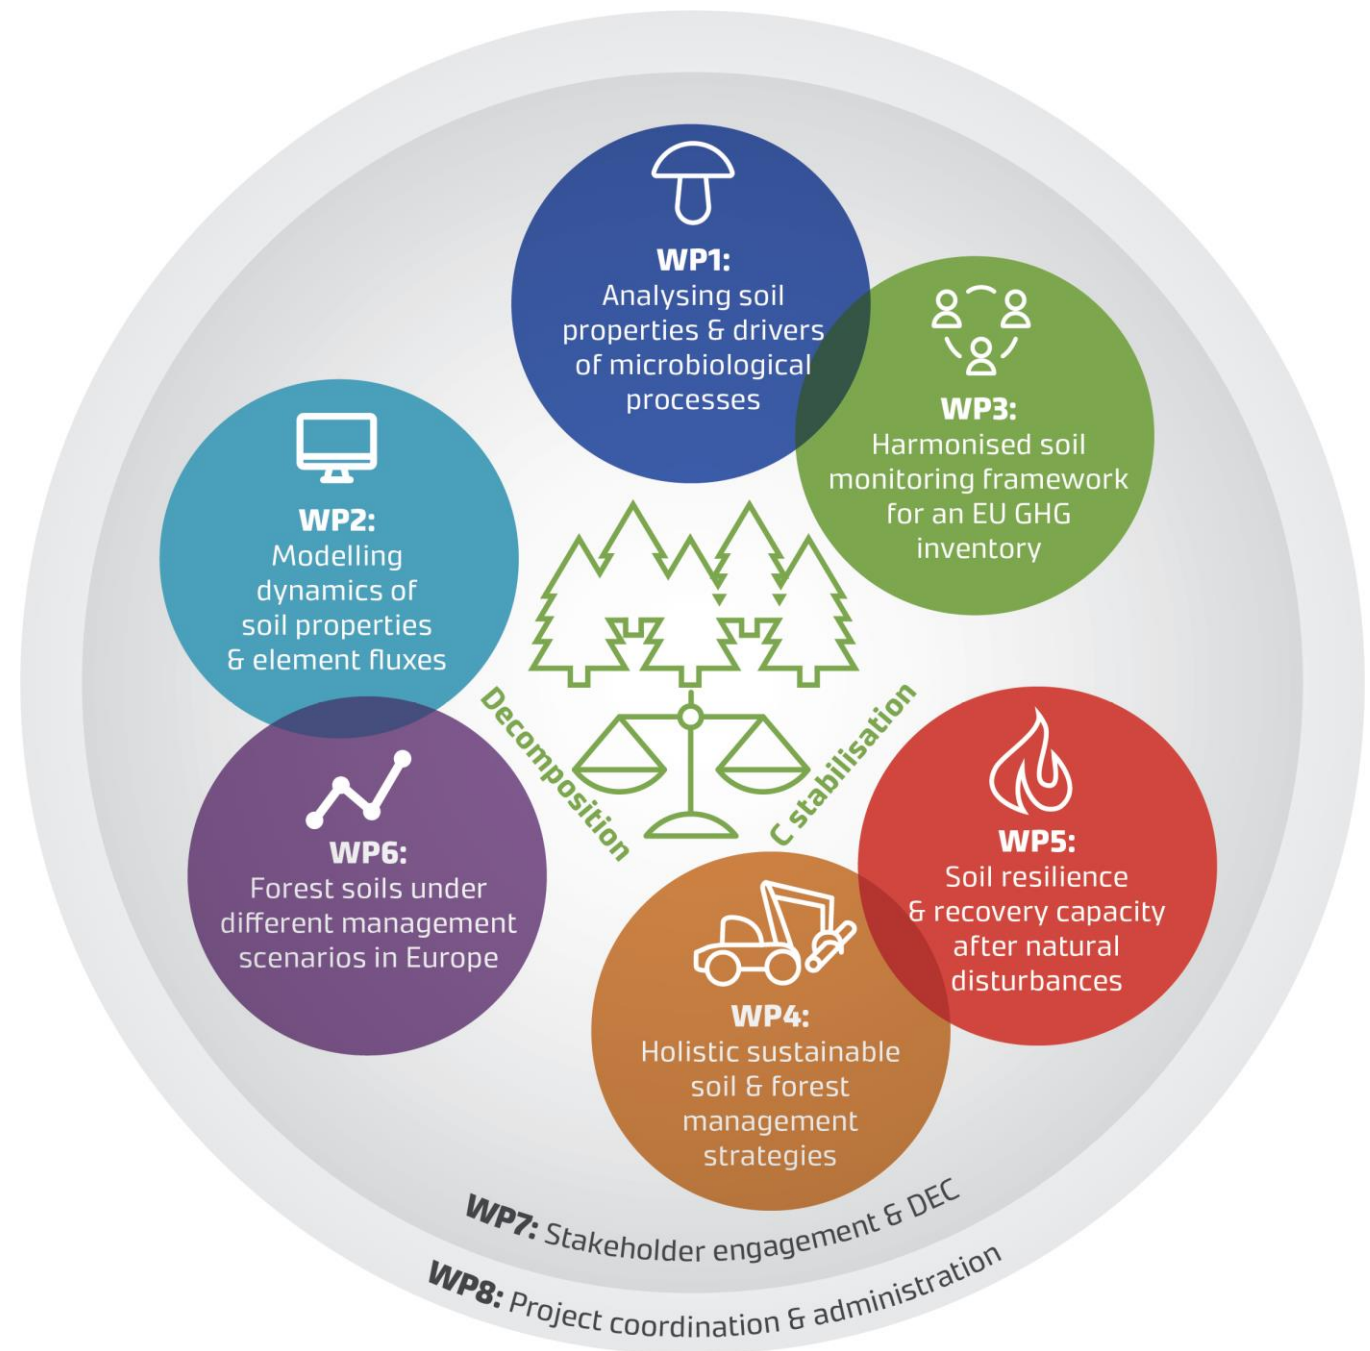 WP1:
Analysing soil
properties & drivers
of microbiological
processes
WP3:
Harmonised soil
monitoring framework
for an EU GHG
inventory
WP2:
Modelling
dynamics of
soil properties
& element fluxes
Decomposition
C stabilisation
WP6:
Forest soils under
different management
scenarios in Europe
WP5:
Soil resilience
& recovery capacity
after natural
disturbances
WP4:
Holistic sustainable
soil & forest
management
strategies
WP7: Stakeholder engagement & DEC
WP8: Project coordination & administration